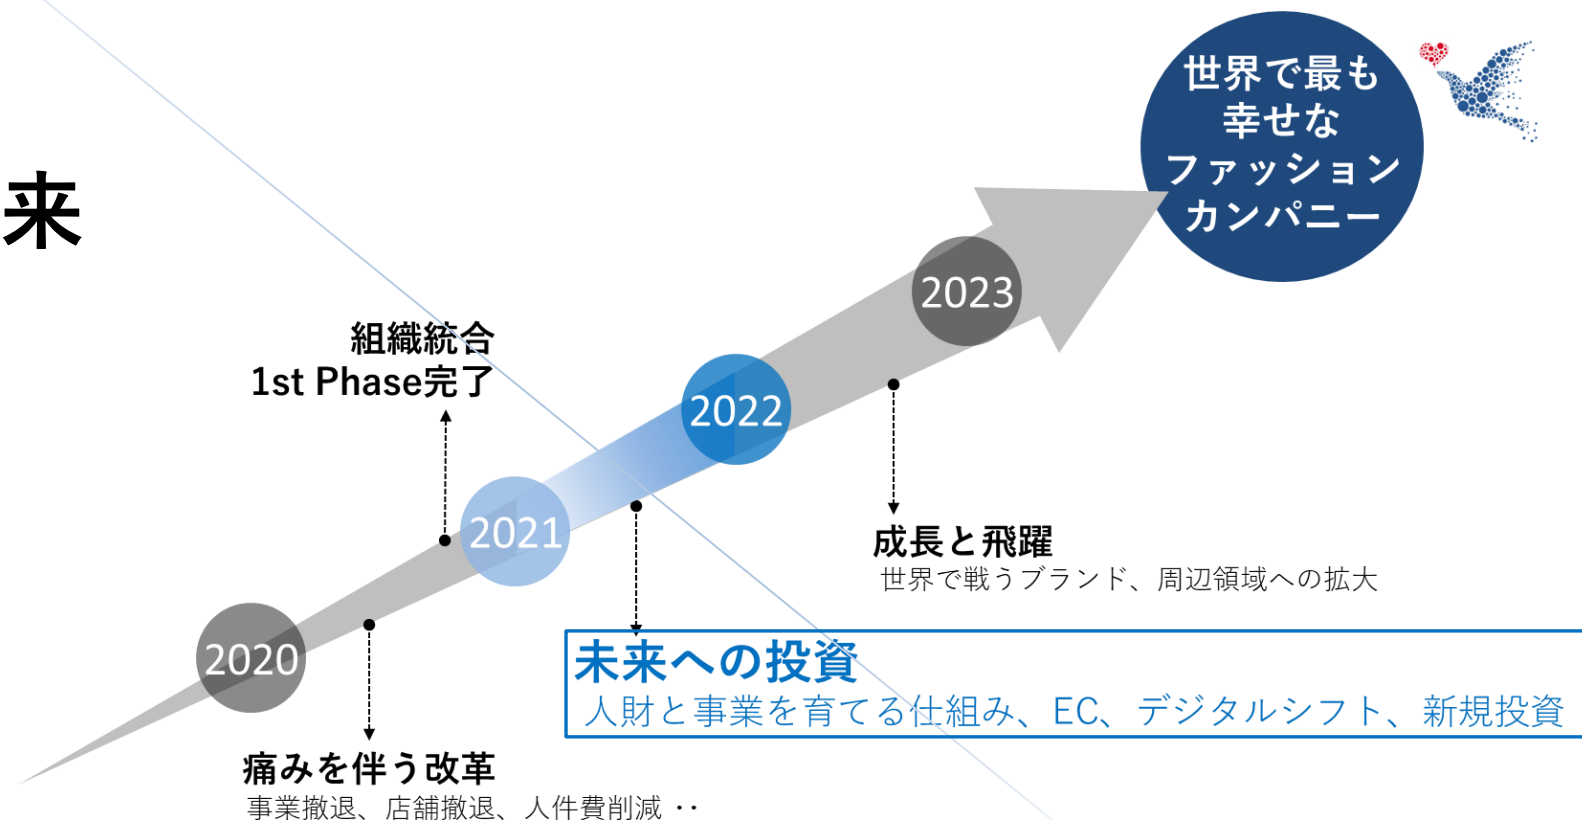 世界で最も
幸せな
ファッション
カンパニー
来
2023
組織統合
1st Phase完了
2022
2021
成長と飛躍
世界で戦うブランド、周辺領域への拡大
2020
未来への投資
人財と事業を育てる仕組み、EC、デジタルシフト、新規投資
痛みを伴う改革
事業撤退、店舗撤退、人件費削減 ‥